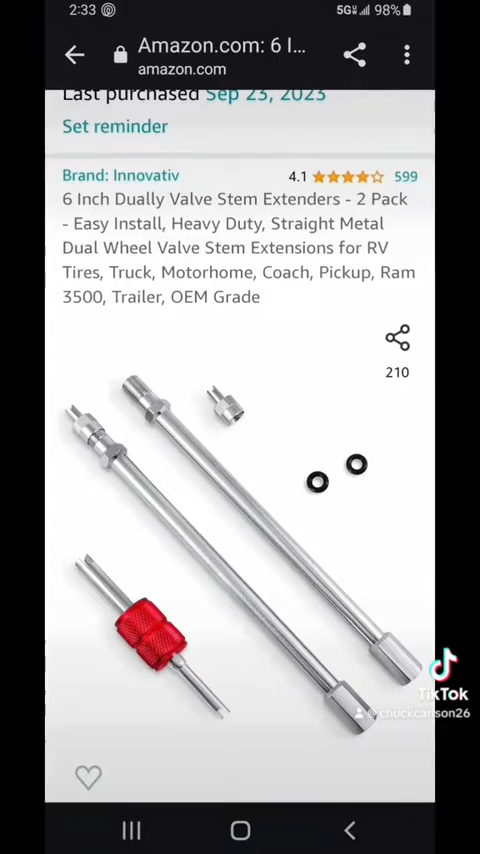 2:33
5G
98%
Amazon.com: 6 I...
amazon.com
Last purchased Sep 23, 2023
Set reminder
Brand: Innovativ
4.1
599
6 Inch Dually Valve Stem Extenders - 2 Pack
- Easy Install, Heavy Duty, Straight Metal
Dual Wheel Valve Stem Extensions for RV
Tires, Truck, Motorhome, Coach, Pickup, Ram
3500, Trailer, OEM Grade
210
TikTok
@chuckcarlson26